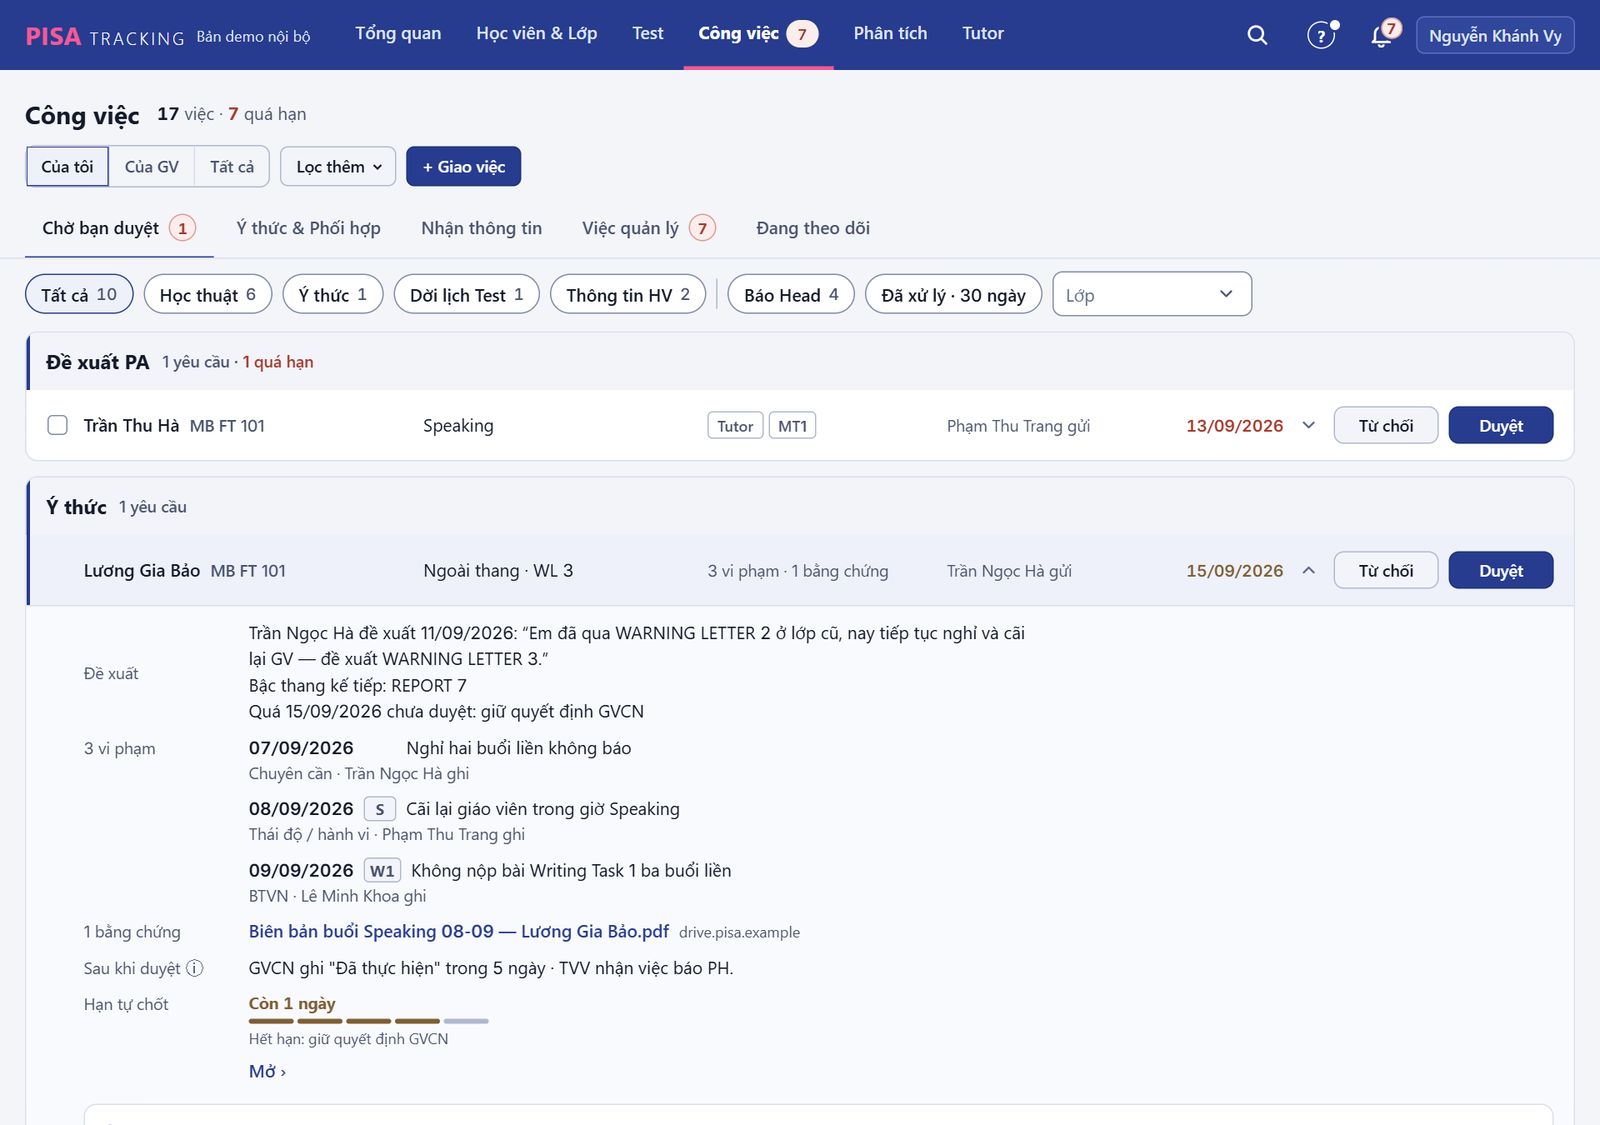 PISA TRACKING Bản demo nội bộ
Tổng quan
Học viên & Lớp
Test
Công việc 7
Phân tích
Tutor
?
7
Nguyễn Khánh Vy
Công việc 17 việc · 7 quá hạn
Của tôi
Của GV
Tất cả
Lọc thêm
+ Giao việc
Chờ bạn duyệt 1
Ý thức & Phối hợp
Nhận thông tin
Việc quản lý 7
Đang theo dõi
Tất cả 10
Học thuật 6
Ý thức 1
Dời lịch Test 1
Thông tin HV 2
Báo Head 4
Đã xử lý · 30 ngày
Lớp
Đề xuất PA 1 yêu cầu · 1 quá hạn
Trần Thu Hà MB FT 101
Speaking
Tutor MT1
Phạm Thu Trang gửi
13/09/2026
Từ chối
Duyệt
Ý thức 1 yêu cầu
Lương Gia Bảo MB FT 101
Ngoài thang · WL 3
3 vi phạm · 1 bằng chứng
Trần Ngọc Hà gửi
15/09/2026
Từ chối
Duyệt
Đề xuất
Trần Ngọc Hà đề xuất 11/09/2026: “Em đã qua WARNING LETTER 2 ở lớp cũ, nay tiếp tục nghỉ và cãi
lại GV — đề xuất WARNING LETTER 3.”
Bậc thang kế tiếp: REPORT 7
Quá 15/09/2026 chưa duyệt: giữ quyết định GVCN
3 vi phạm
07/09/2026 Nghỉ hai buổi liền không báo
Chuyên cần · Trần Ngọc Hà ghi
08/09/2026 S Cãi lại giáo viên trong giờ Speaking
Thái độ / hành vi · Phạm Thu Trang ghi
09/09/2026 W1 Không nộp bài Writing Task 1 ba buổi liền
BTVN · Lê Minh Khoa ghi
1 bằng chứng
Biên bản buổi Speaking 08-09 — Lương Gia Bảo.pdf drive.pisa.example
Sau khi duyệt ⓘ
GVCN ghi "Đã thực hiện" trong 5 ngày · TVV nhận việc báo PH.
Hạn tự chốt
Còn 1 ngày
Hết hạn: giữ quyết định GVCN
Mở ›